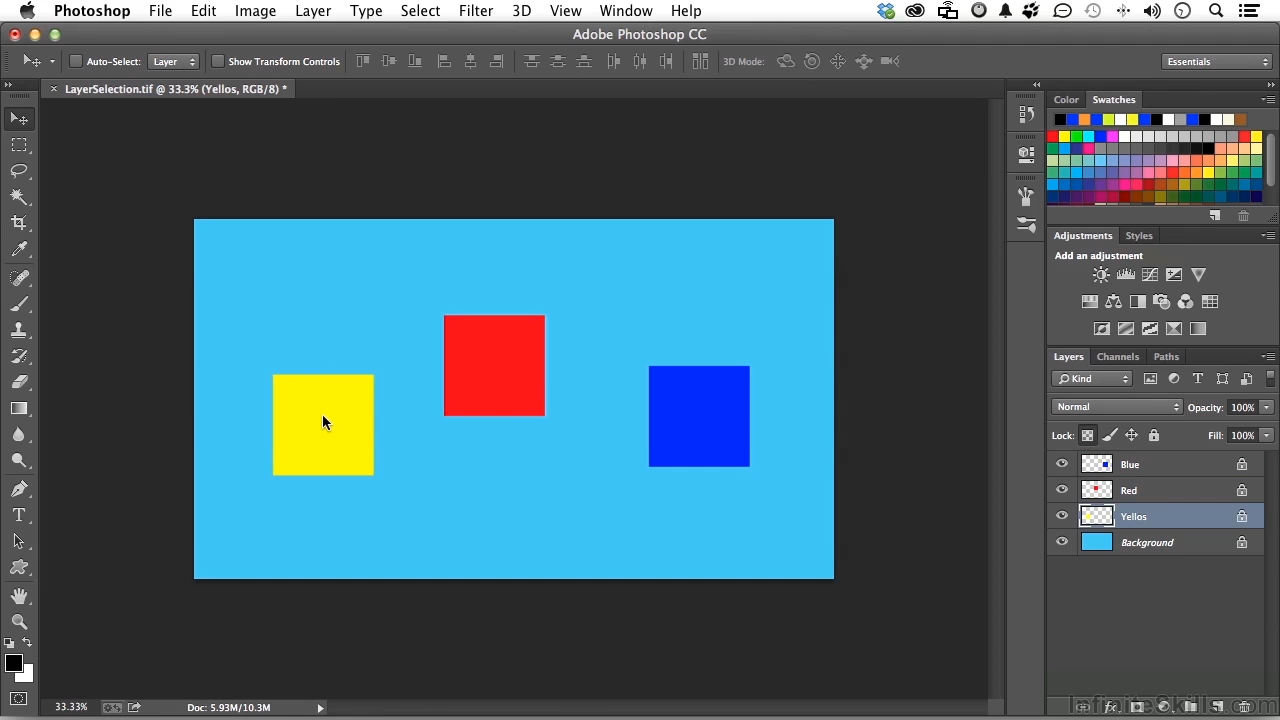 Photoshop File Edit Image Layer Type Select Filter 3D View Window Help
Adobe Photoshop CC
Auto-Select: Layer Show Transform Controls 3D Mode: Essentials
LayerSelection.tif @ 33.3% (Yellos, RGB/8) *
Color Swatches
Adjustments Styles
Add an adjustment
Layers Channels Paths
Kind
Normal Opacity: 100%
Lock: Fill: 100%
Blue
Red
Yellos
Background
33.33% Doc: 5.93M/10.3M
InfiniteSkills.com